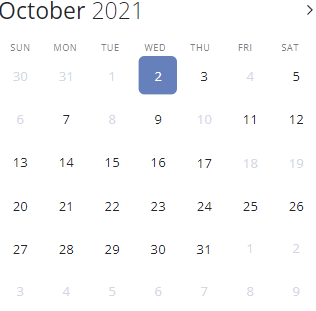 October 2021
SUN MON TUE WED THU FRI SAT
30 31 1 2 3 4 5
6 7 8 9 10 11 12
13 14 15 16 17 18 19
20 21 22 23 24 25 26
27 28 29 30 31 1 2
3 4 5 6 7 8 9